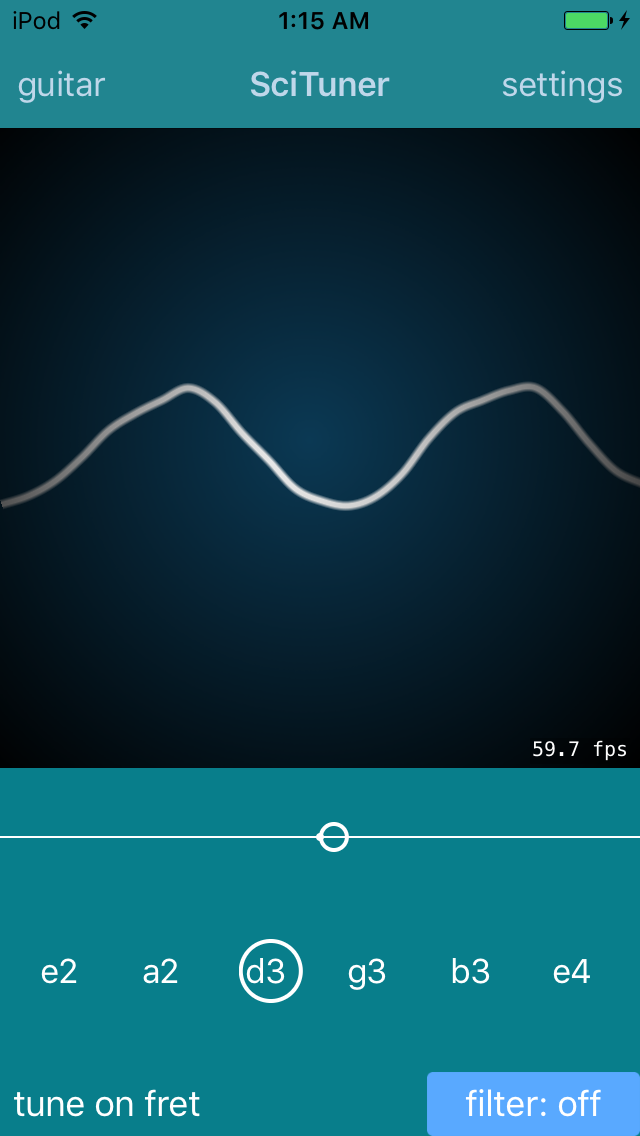 iPod 1:15 AM
guitar SciTuner settings
59.7 fps
e2 a2 d3 g3 b3 e4
tune on fret filter: off